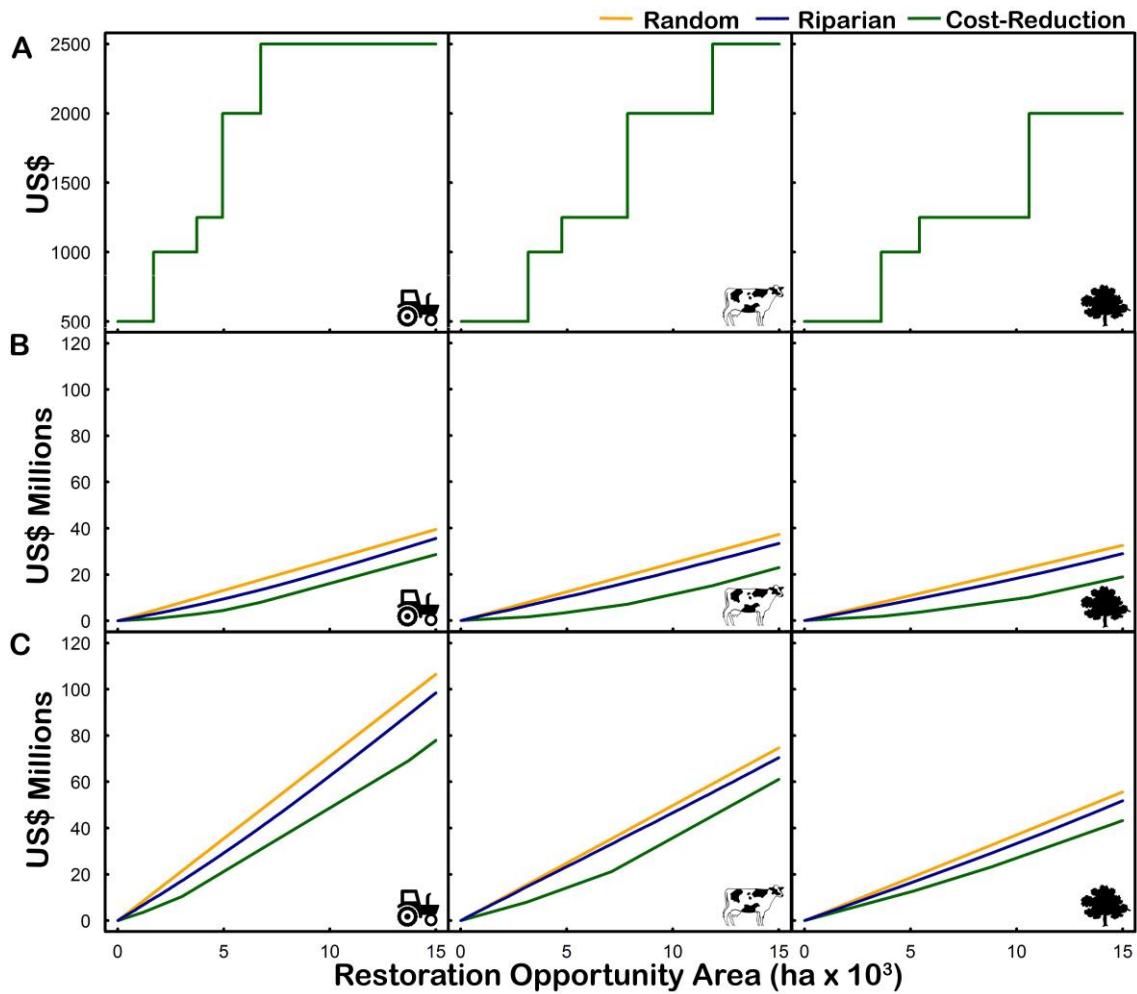 Random Riparian Cost-Reduction
A
US$
2500
2000
1500
1000
500
B
US$ Millions
120
100
80
60
40
20
0
C
US$ Millions
120
100
80
60
40
20
0
0 5 10 15 0 5 10 15 0 5 10 15
Restoration Opportunity Area (ha x 10³)